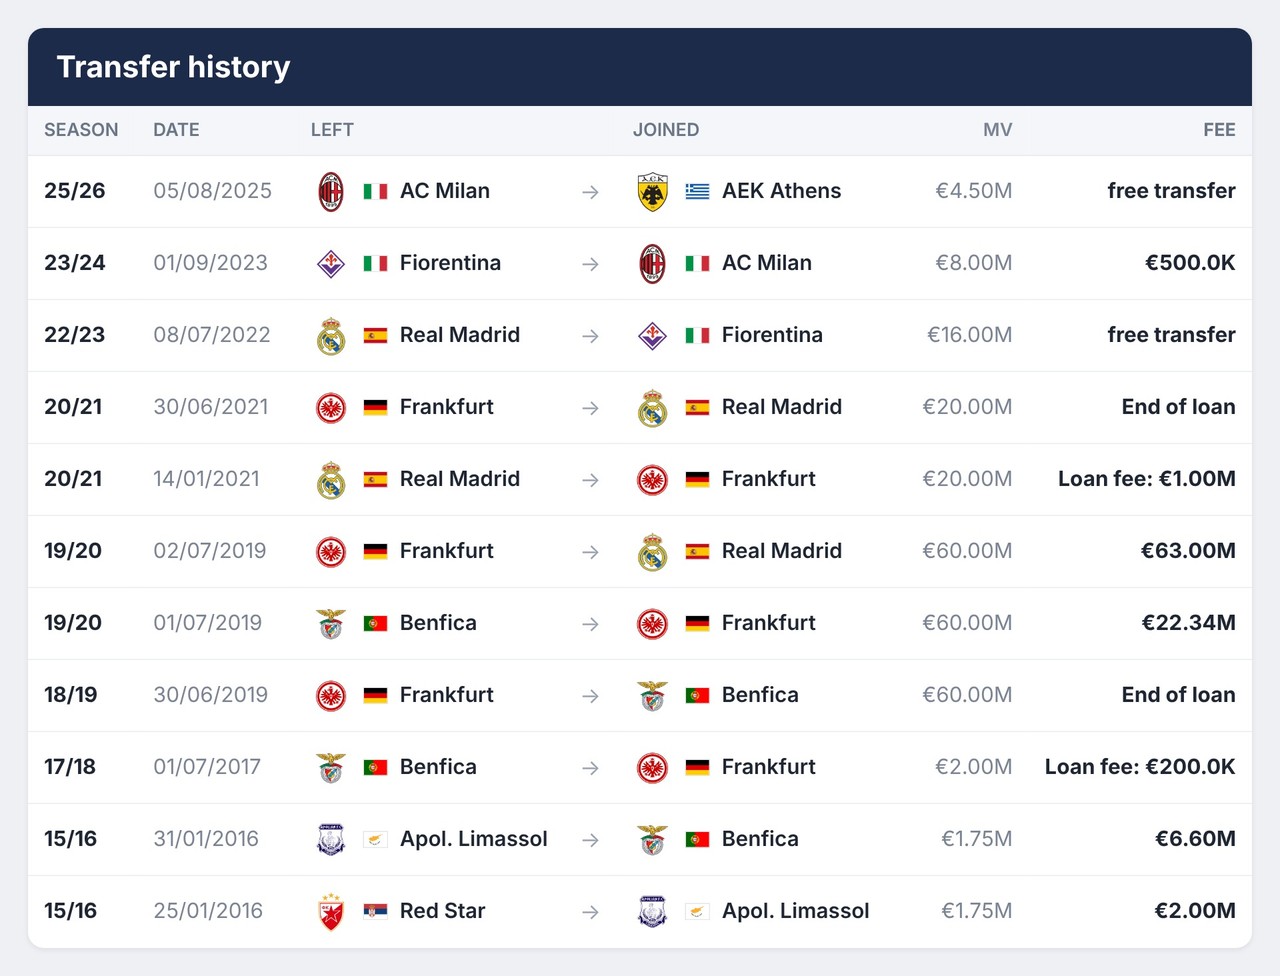 Transfer history
SEASON DATE LEFT JOINED MV FEE
25/26 05/08/2025 AC Milan → AEK Athens €4.50M free transfer
23/24 01/09/2023 Fiorentina → AC Milan €8.00M €500.0K
22/23 08/07/2022 Real Madrid → Fiorentina €16.00M free transfer
20/21 30/06/2021 Frankfurt → Real Madrid €20.00M End of loan
20/21 14/01/2021 Real Madrid → Frankfurt €20.00M Loan fee: €1.00M
19/20 02/07/2019 Frankfurt → Real Madrid €60.00M €63.00M
19/20 01/07/2019 Benfica → Frankfurt €60.00M €22.34M
18/19 30/06/2019 Frankfurt → Benfica €60.00M End of loan
17/18 01/07/2017 Benfica → Frankfurt €2.00M Loan fee: €200.0K
15/16 31/01/2016 Apol. Limassol → Benfica €1.75M €6.60M
15/16 25/01/2016 Red Star → Apol. Limassol €1.75M €2.00M